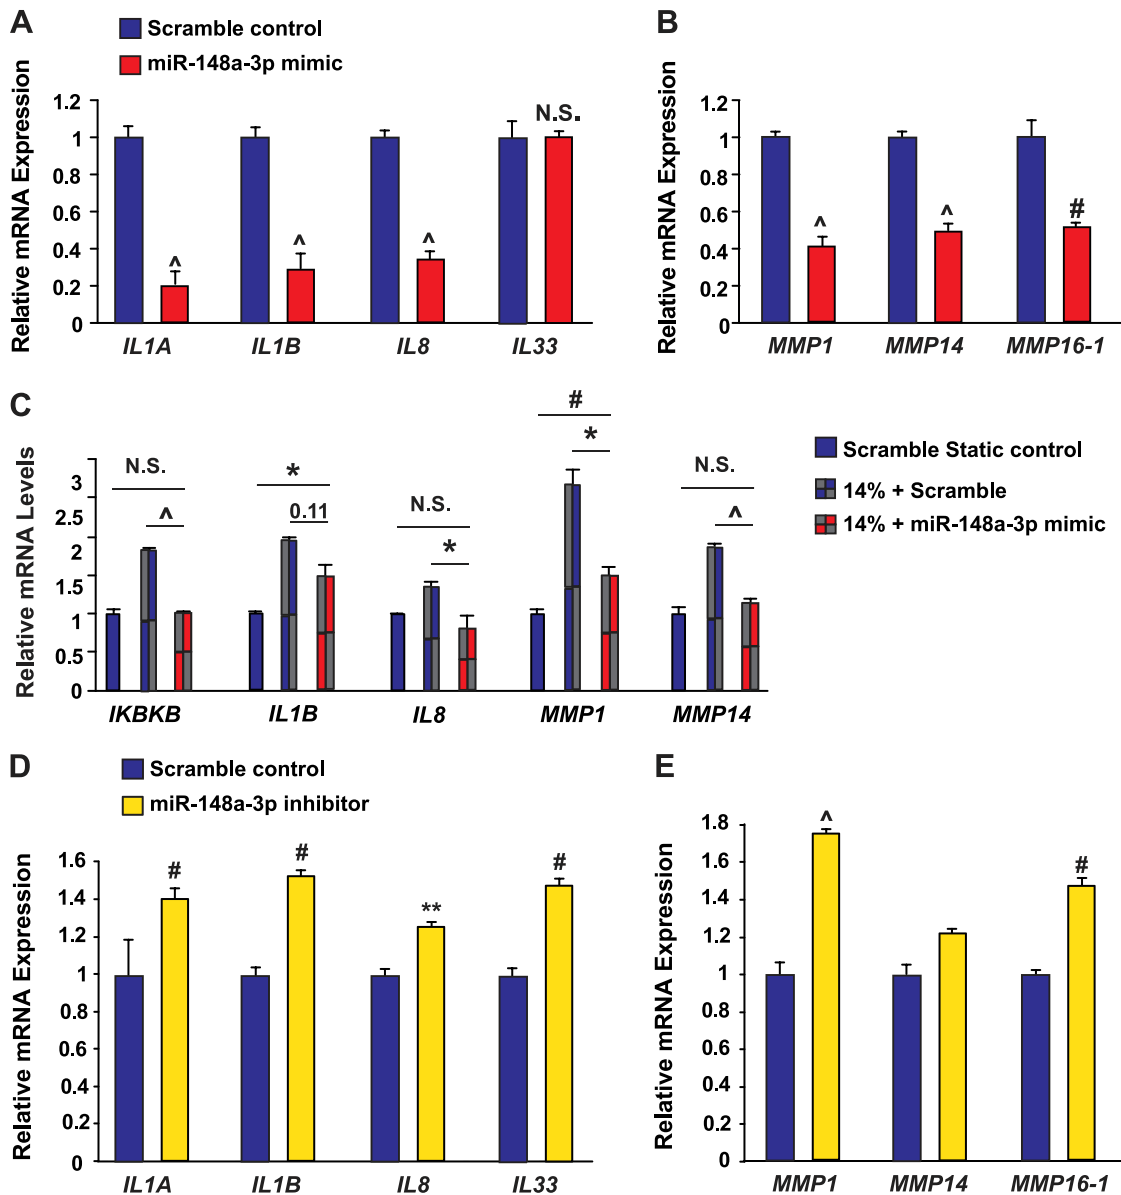 A
Scramble control
miR-148a-3p mimic
Relative mRNA Expression
1.2
1
0.8
0.6
0.4
0.2
0
^
^
^
N.S.
IL1A
IL1B
IL8
IL33
B
Relative mRNA Expression
1.2
1
0.8
0.6
0.4
0.2
0
^
^
#
MMP1
MMP14
MMP16-1
C
Relative mRNA Levels
3
2.5
2
1.5
1
0.5
0
N.S.
^
*
0.11
N.S.
*
#
*
N.S.
^
IKBKB
IL1B
IL8
MMP1
MMP14
Scramble Static control
14% + Scramble
14% + miR-148a-3p mimic
D
Scramble control
miR-148a-3p inhibitor
Relative mRNA Expression
1.6
1.4
1.2
1
0.8
0.6
0.4
0.2
0
#
#
**
#
IL1A
IL1B
IL8
IL33
E
Relative mRNA Expression
1.8
1.6
1.4
1.2
1
0.8
0.6
0.4
0.2
0
^
#
MMP1
MMP14
MMP16-1